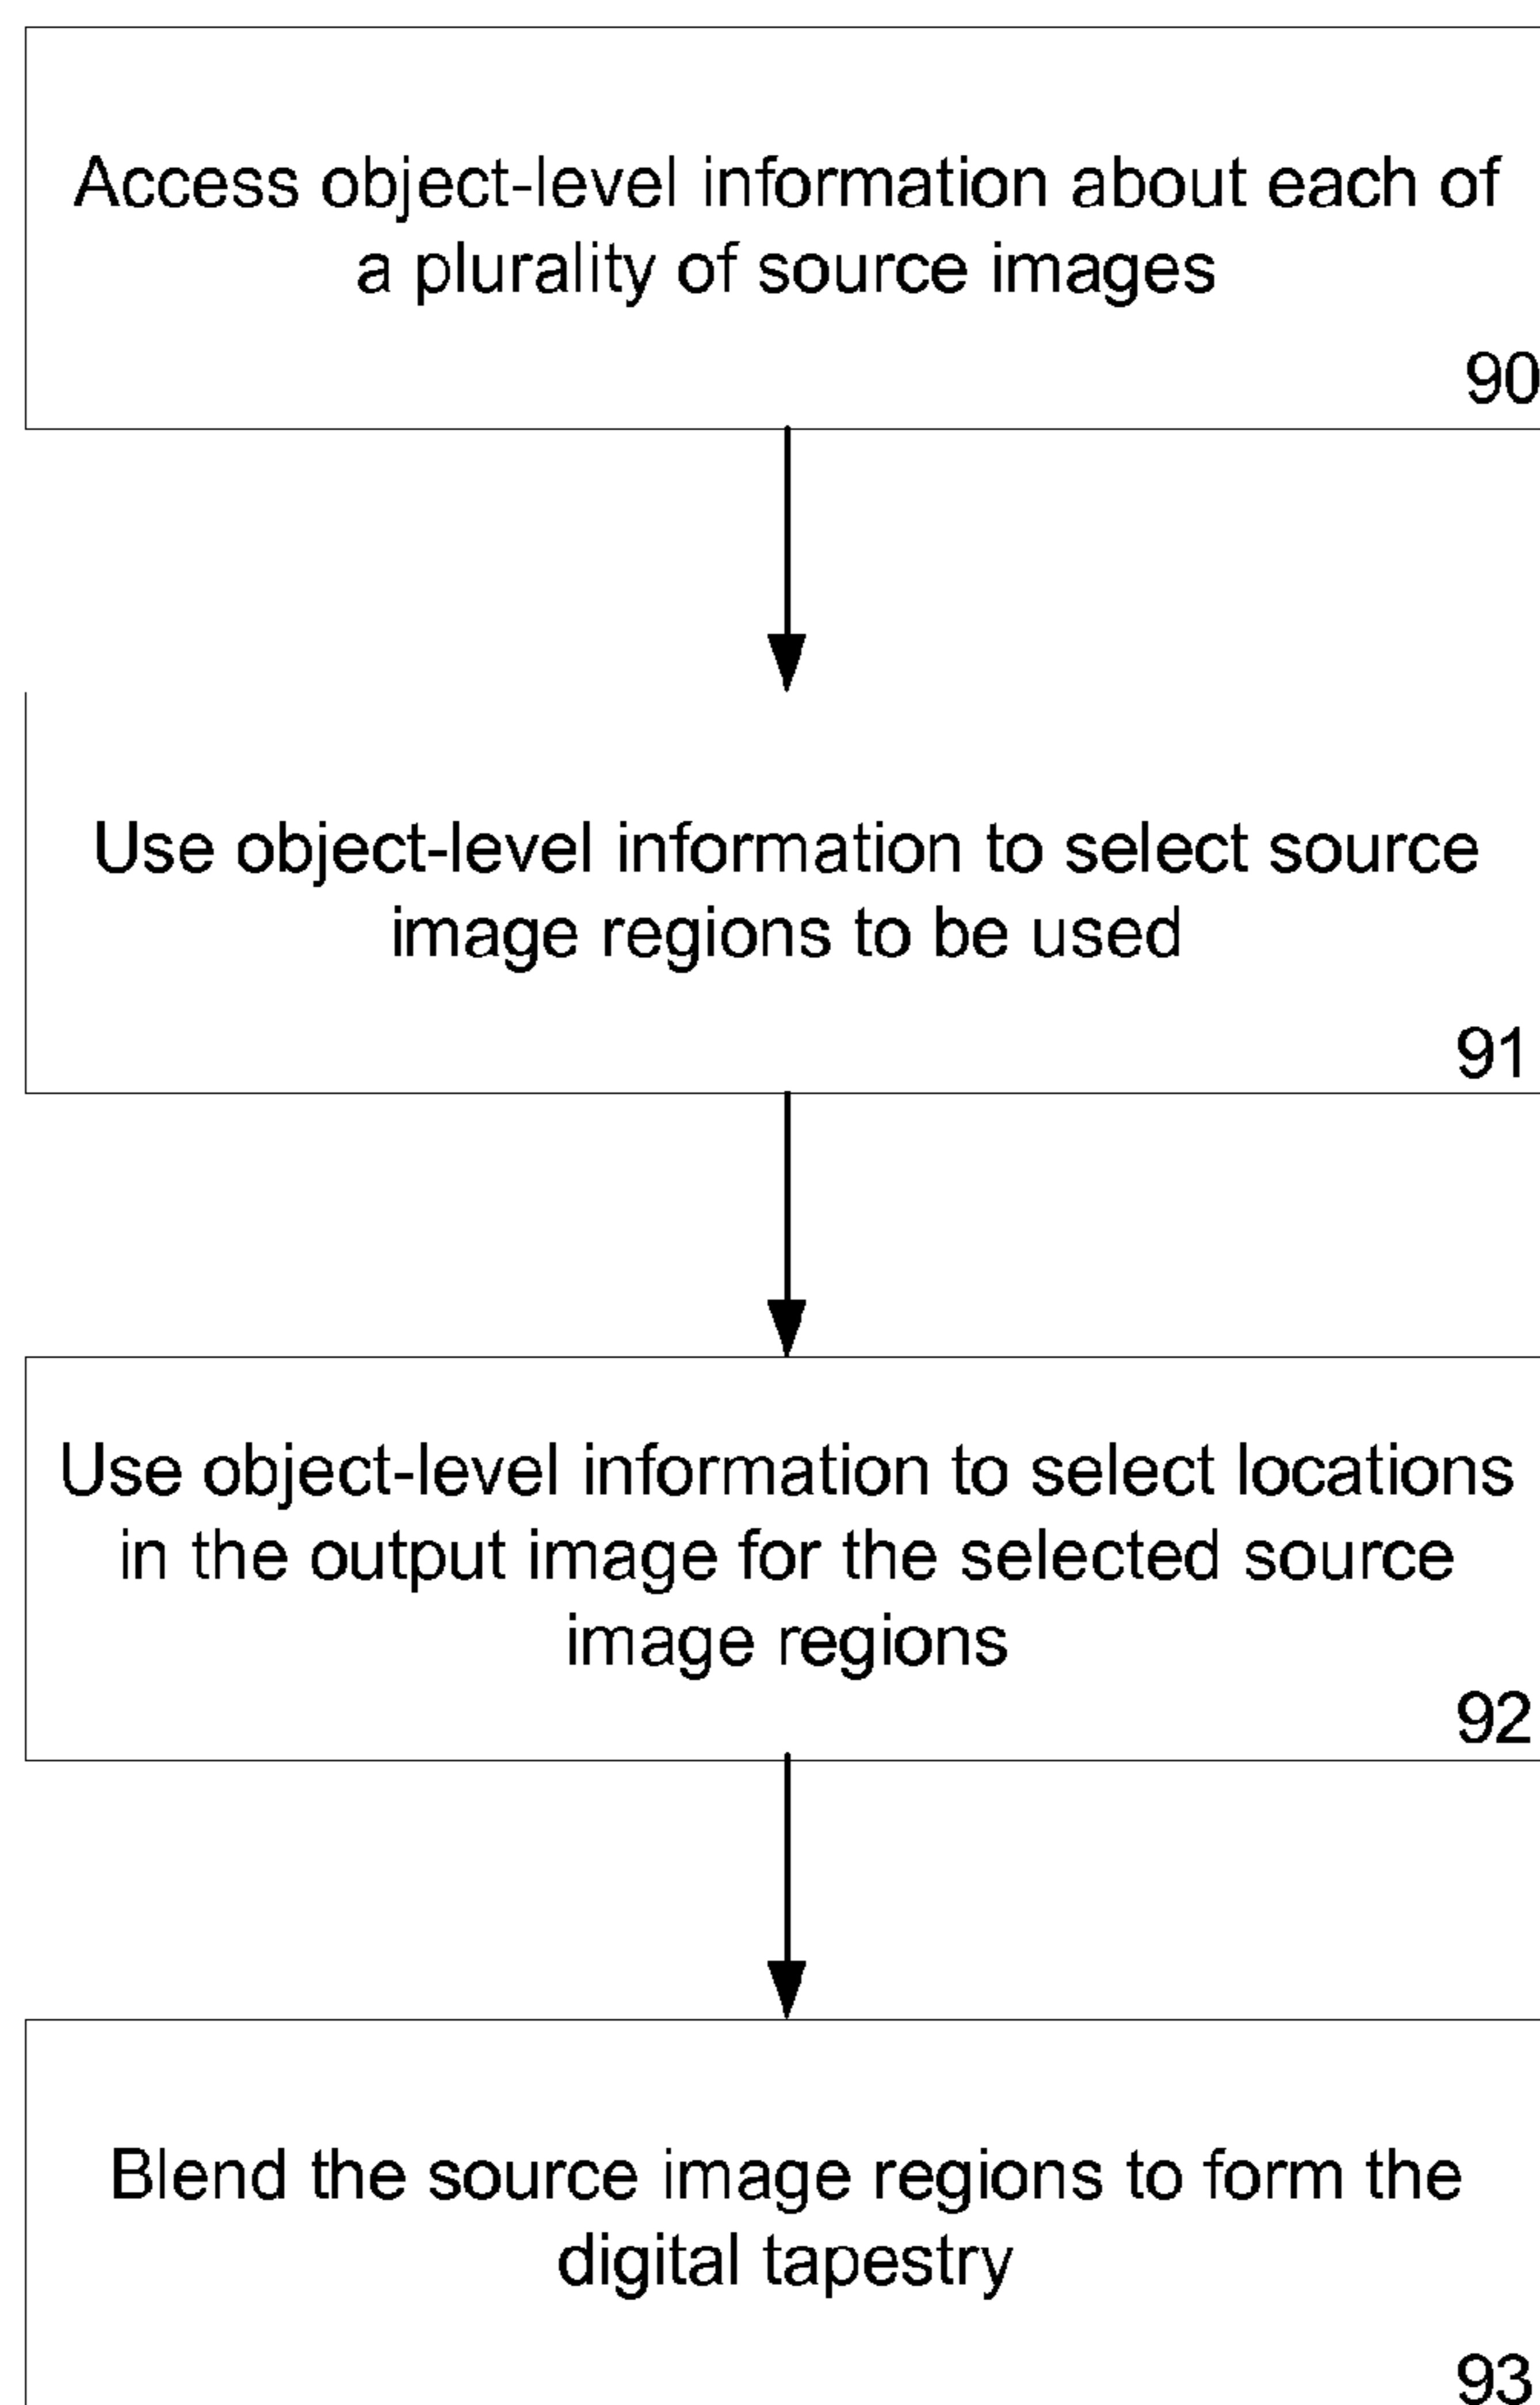 Access object-level information about each of
a plurality of source images
90
Use object-level information to select source
image regions to be used
91
Use object-level information to select locations
in the output image for the selected source
image regions
92
Blend the source image regions to form the
digital tapestry
93